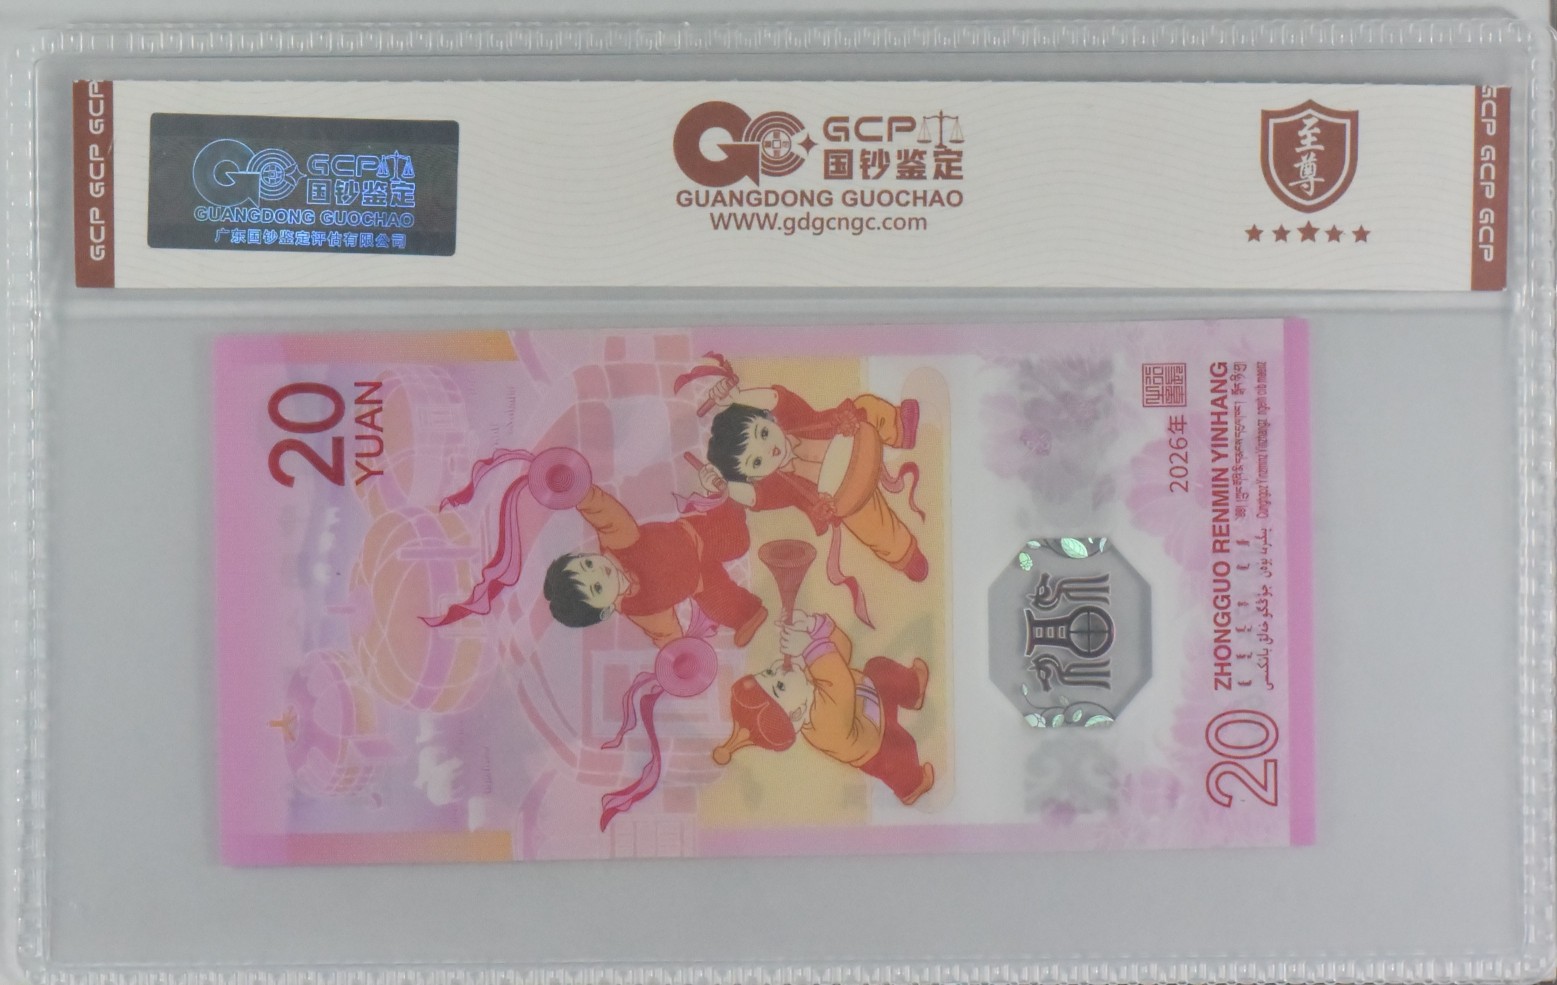 GCP GCP GCP
GCP
国钞鉴定
GUANGDONG GUOCHAO
广东国钞鉴定评估有限公司
GCP
国钞鉴定
GUANGDONG GUOCHAO
WWW.gdgcngc.com
至尊
GCP GCP GCP
20
YUAN
2026年
ZHONGGUO RENMIN YINHANG
20